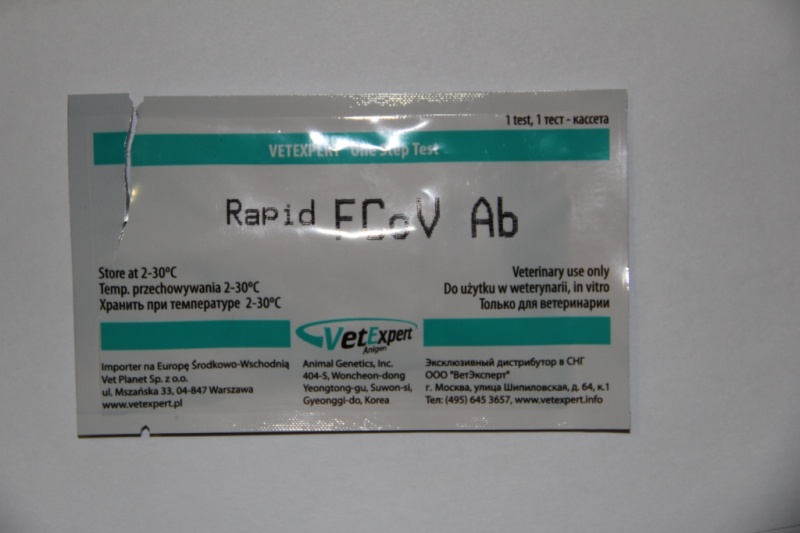 1 test, 1 тест - кассета
VETEXPERT One Step Test
Rapid FCoV Ab
Store at 2-30ºC
Temp. przechowywania 2-30ºC
Хранить при температуре 2-30ºC
Veterinary use only
Do użytku w weterynarii, in vitro
Только для ветеринарии
VetExpert
Anigen
Importer na Europę Środkowo-Wschodnią
Vet Planet Sp. z o.o.
ul. Mszańska 33, 04-847 Warszawa
www.vetexpert.pl
Animal Genetics, Inc.
404-5, Woncheon-dong
Yeongtong-gu, Suwon-si,
Gyeonggi-do, Korea
Эксклюзивный дистрибутор в СНГ
ООО "ВетЭксперт"
г. Москва, улица Шипиловская, д. 64, к.1
Тел: (495) 645 3657, www.vetexpert.info